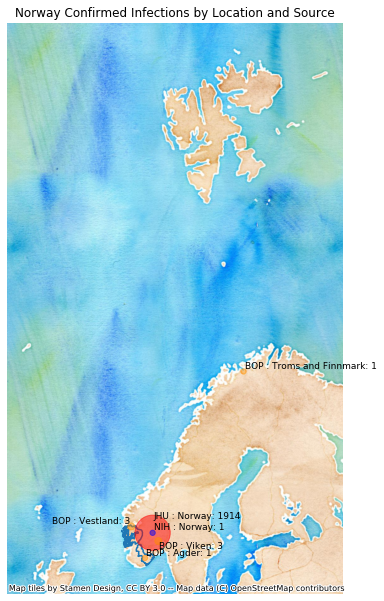 Norway Confirmed Infections by Location and Source
BOP : Troms and Finnmark: 1
JHU : Norway: 1914
BOP : Vestland: 3
NIH : Norway: 1
BOP : Viken: 3
BOP : Agder: 1
Map tiles by Stamen Design, CC BY 3.0 -- Map data (C) OpenStreetMap contributors